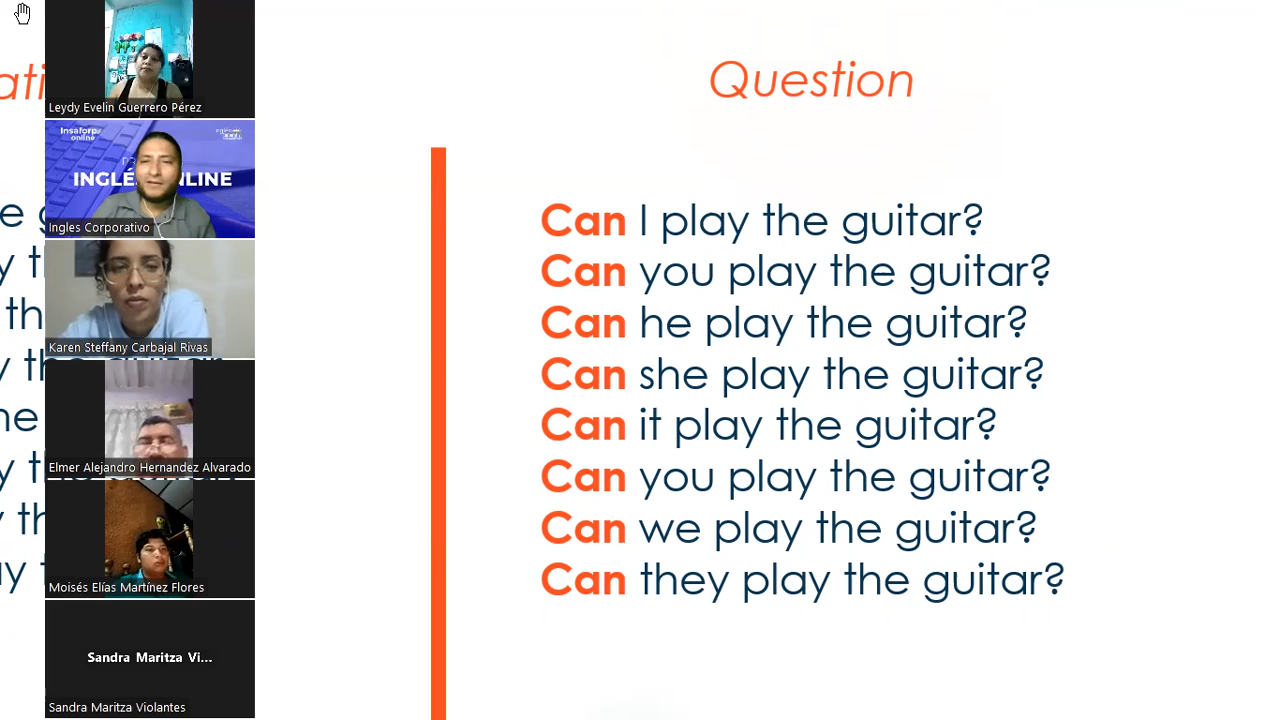 Question
Can I play the guitar?
Can you play the guitar?
Can he play the guitar?
Can she play the guitar?
Can it play the guitar?
Can you play the guitar?
Can we play the guitar?
Can they play the guitar?
Leydy Evelin Guerrero Pérez
Insaforp
online
Ingles Corporativo
Karen Steffany Carbajal Rivas
Elmer Alejandro Hernandez Alvarado
Moisés Elías Martínez Flores
Sandra Maritza Vi...
Sandra Maritza Violantes